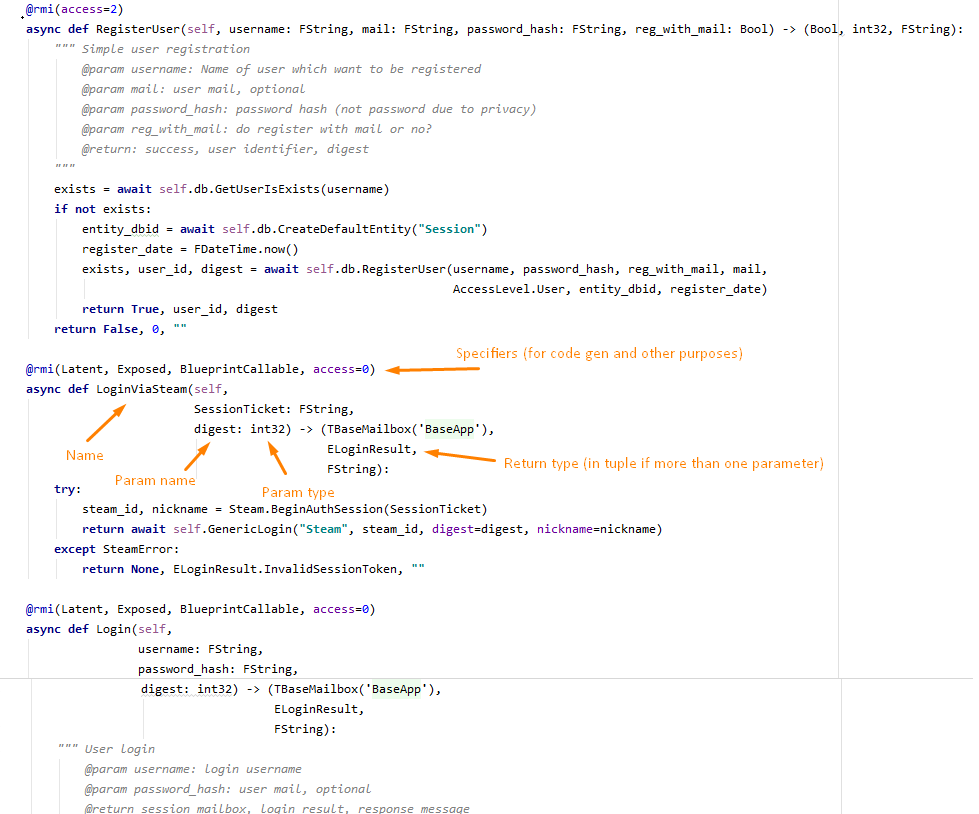 @rmi(access=2)
async def RegisterUser(self, username: FString, mail: FString, password_hash: FString, reg_with_mail: Bool) -> (Bool, int32, FString):
""" Simple user registration
@param username: Name of user which want to be registered
@param mail: user mail, optional
@param password_hash: password hash (not password due to privacy)
@param reg_with_mail: do register with mail or no?
@return: success, user identifier, digest
"""
exists = await self.db.GetUserIsExists(username)
if not exists:
entity_dbid = await self.db.CreateDefaultEntity("Session")
register_date = FDateTime.now()
exists, user_id, digest = await self.db.RegisterUser(username, password_hash, reg_with_mail, mail,
AccessLevel.User, entity_dbid, register_date)
return True, user_id, digest
return False, 0, ""
Specifiers (for code gen and other purposes)
@rmi(Latent, Exposed, BlueprintCallable, access=0)
async def LoginViaSteam(self,
SessionTicket: FString,
digest: int32) -> (TBaseMailbox('BaseApp'),
ELoginResult,
Name
Return type (in tuple if more than one parameter)
FString):
Param name
Param type
try:
steam_id, nickname = Steam.BeginAuthSession(SessionTicket)
return await self.GenericLogin("Steam", steam_id, digest=digest, nickname=nickname)
except SteamError:
return None, ELoginResult.InvalidSessionToken, ""
@rmi(Latent, Exposed, BlueprintCallable, access=0)
async def Login(self,
username: FString,
password_hash: FString,
digest: int32) -> (TBaseMailbox('BaseApp'),
ELoginResult,
FString):
""" User login
@param username: login username
@param password_hash: user mail, optional
@return session mailbox, login result, response message